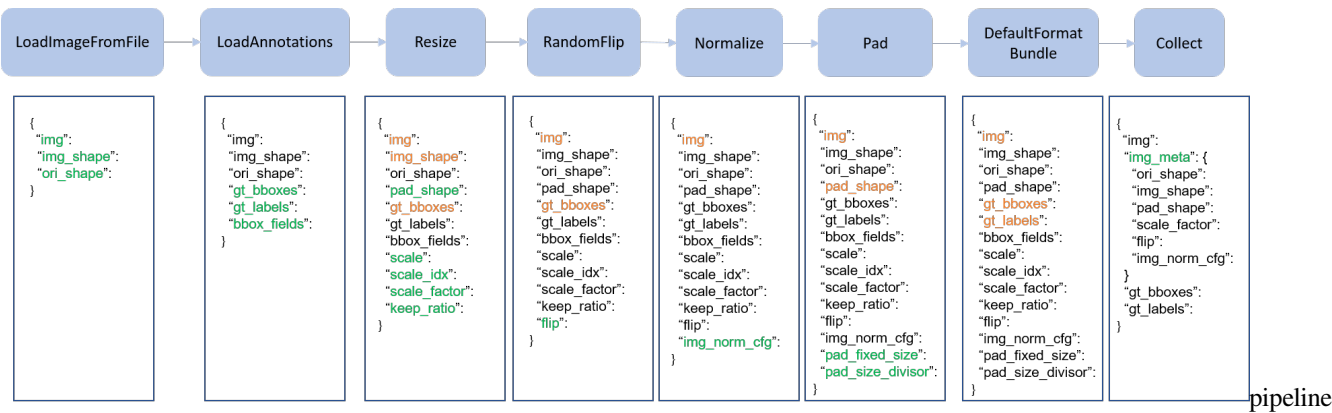 LoadImageFromFile
LoadAnnotations
Resize
RandomFlip
Normalize
Pad
DefaultFormat
Bundle
Collect
{
“img”:
“img_shape”:
“ori_shape”:
}
{
“img”:
“img_shape”:
“ori_shape”:
“gt_bboxes”:
“gt_labels”:
“bbox_fields”:
}
{
“img”:
“img_shape”:
“ori_shape”:
“pad_shape”:
“gt_bboxes”:
“gt_labels”:
“bbox_fields”:
“scale”:
“scale_idx”:
“scale_factor”:
“keep_ratio”:
}
{
“img”:
“img_shape”:
“ori_shape”:
“pad_shape”:
“gt_bboxes”:
“gt_labels”:
“bbox_fields”:
“scale”:
“scale_idx”:
“scale_factor”:
“keep_ratio”:
“flip”:
}
{
“img”:
“img_shape”:
“ori_shape”:
“pad_shape”:
“gt_bboxes”:
“gt_labels”:
“bbox_fields”:
“scale”:
“scale_idx”:
“scale_factor”:
“keep_ratio”:
“flip”:
“img_norm_cfg”:
}
{
“img”:
“img_shape”:
“ori_shape”:
“pad_shape”:
“gt_bboxes”:
“gt_labels”:
“bbox_fields”:
“scale”:
“scale_idx”:
“scale_factor”:
“keep_ratio”:
“flip”:
“img_norm_cfg”:
“pad_fixed_size”:
“pad_size_divisor”:
}
{
“img”:
“img_shape”:
“ori_shape”:
“pad_shape”:
“gt_bboxes”:
“gt_labels”:
“bbox_fields”:
“scale”:
“scale_idx”:
“scale_factor”:
“keep_ratio”:
“flip”:
“img_norm_cfg”:
“pad_fixed_size”:
“pad_size_divisor”:
}
{
“img”:
“img_meta”: {
“ori_shape”:
“img_shape”:
“pad_shape”:
“scale_factor”:
“flip”:
“img_norm_cfg”:
}
“gt_bboxes”:
“gt_labels”:
}
pipeline